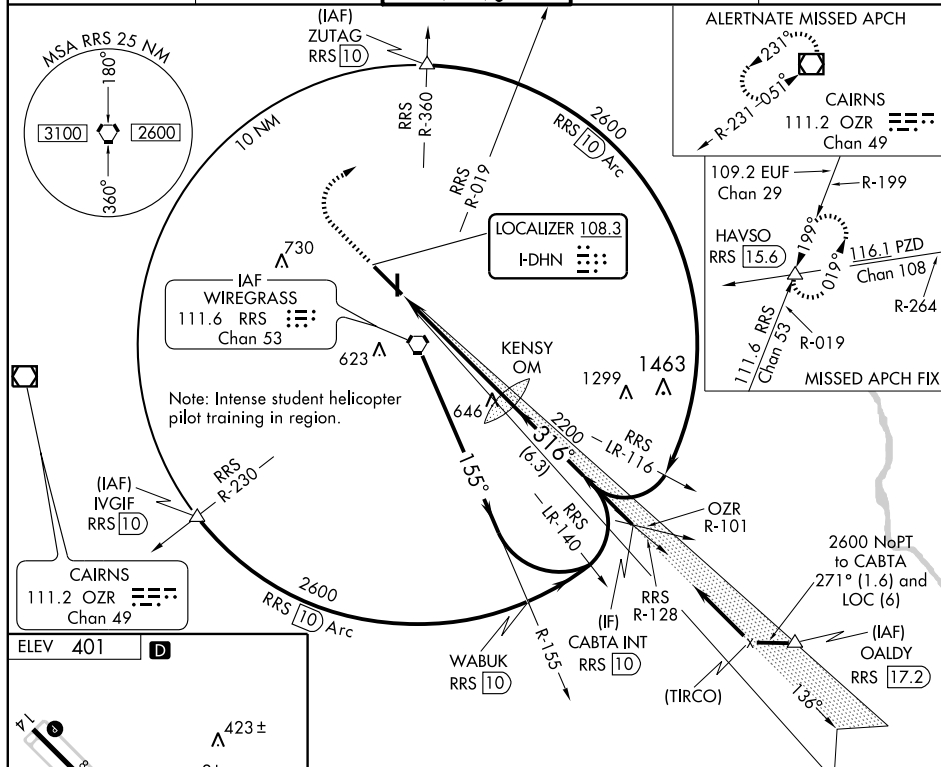 MSA RRS 25 NM
180°
3100
2600
360°
(IAF)
ZUTAG
RRS 10
10 NM
RRS
R-360
RRS
R-019
2600
RRS 10 Arc
ALERTNATE MISSED APCH
231°
051°
R-231
CAIRNS
111.2 OZR
Chan 49
109.2 EUF
Chan 29
R-199
HAVSO
RRS 15.6
199°
019°
116.1 PZD
Chan 108
R-264
111.6 RRS
Chan 53
R-019
MISSED APCH FIX
LOCALIZER 108.3
I-DHN
730
IAF
WIREGRASS
111.6 RRS
Chan 53
623
KENSY
OM
1299
1463
646
Note: Intense student helicopter
pilot training in region.
2200
316°
(6.3)
RRS
LR-116
155°
RRS
LR-140
OZR
R-101
RRS
R-230
(IAF)
IVGIF
RRS 10
2600 NoPT
to CABTA
271° (1.6) and
LOC (6)
CAIRNS
111.2 OZR
Chan 49
2600
RRS 10 Arc
RRS
R-128
(IF)
CABTA INT
RRS 10
R-155
WABUK
RRS 10
(IAF)
OALDY
RRS 17.2
(TIRCO)
136°
ELEV 401
D
14
P
423±